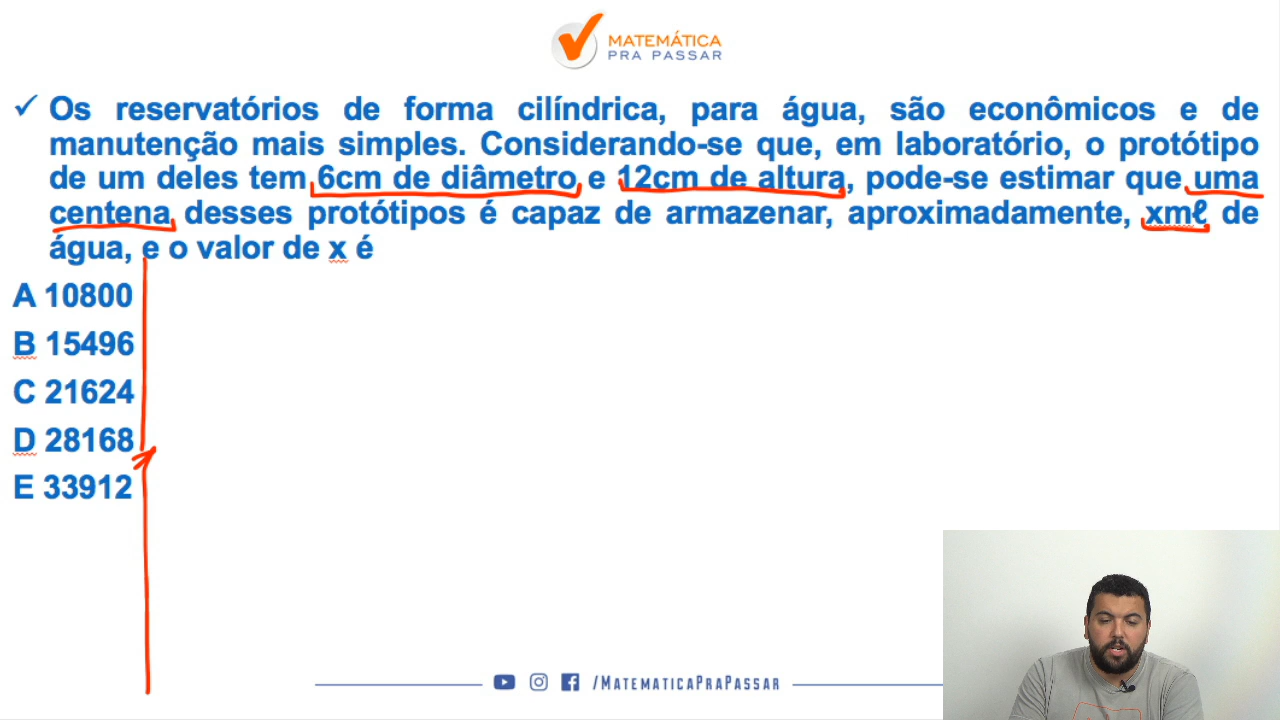 MATEMÁTICA
PRA PASSAR
✓ Os reservatórios de forma cilíndrica, para água, são econômicos e de
manutenção mais simples. Considerando-se que, em laboratório, o protótipo
de um deles tem 6cm de diâmetro e 12cm de altura, pode-se estimar que uma
centena desses protótipos é capaz de armazenar, aproximadamente, xmℓ de
água, e o valor de x é
A 10800
B 15496
C 21624
D 28168
E 33912
/MATEMATICAPRAPASSAR